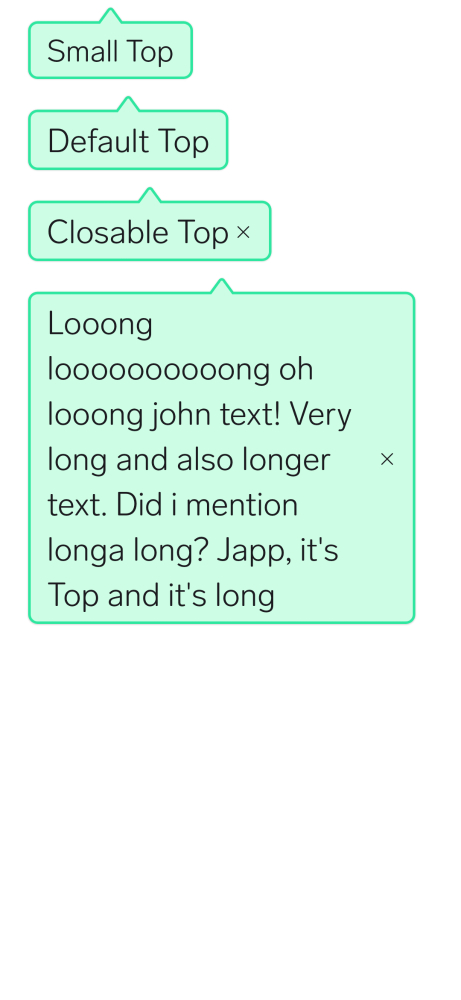 Small Top
Default Top
Closable Top ×
Looong
loooooooooong oh
looong john text! Very
long and also longer
text. Did i mention
longa long? Japp, it's
Top and it's long
×